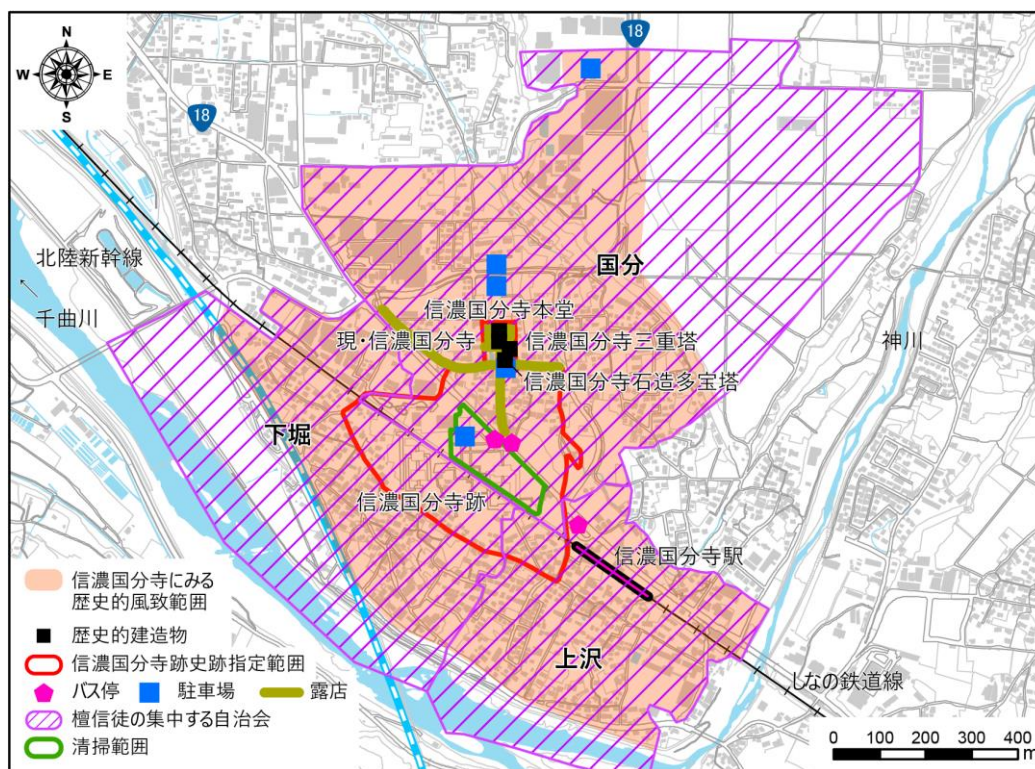 N
W E
S
18
18
北陸新幹線
千曲川
国分
信濃国分寺本堂
現・信濃国分寺
信濃国分寺三重塔
信濃国分寺石造多宝塔
神川
下堀
信濃国分寺跡
信濃国分寺駅
上沢
しなの鉄道線
信濃国分寺にみる
歴史的風致範囲
歴史的建造物
信濃国分寺跡史跡指定範囲
バス停 駐車場 露店
檀信徒の集中する自治会
清掃範囲
0 100 200 300 400
m